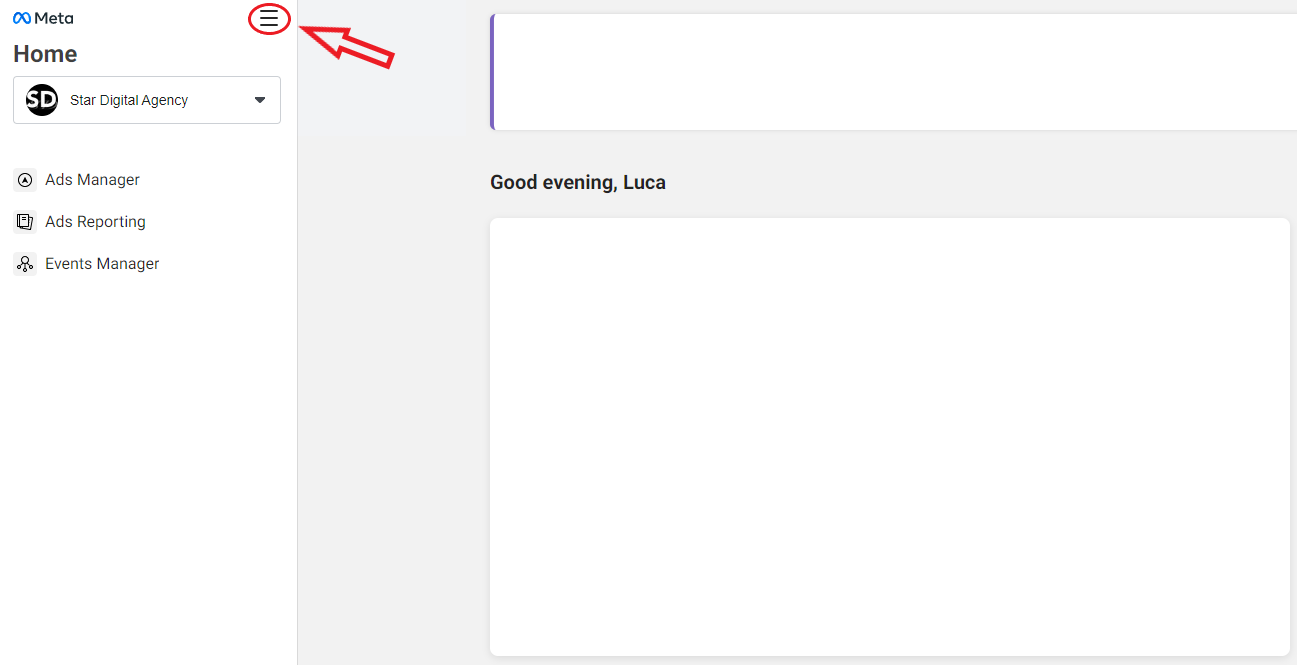 Meta
Home
SD Star Digital Agency
Ads Manager
Ads Reporting
Events Manager
Good evening, Luca